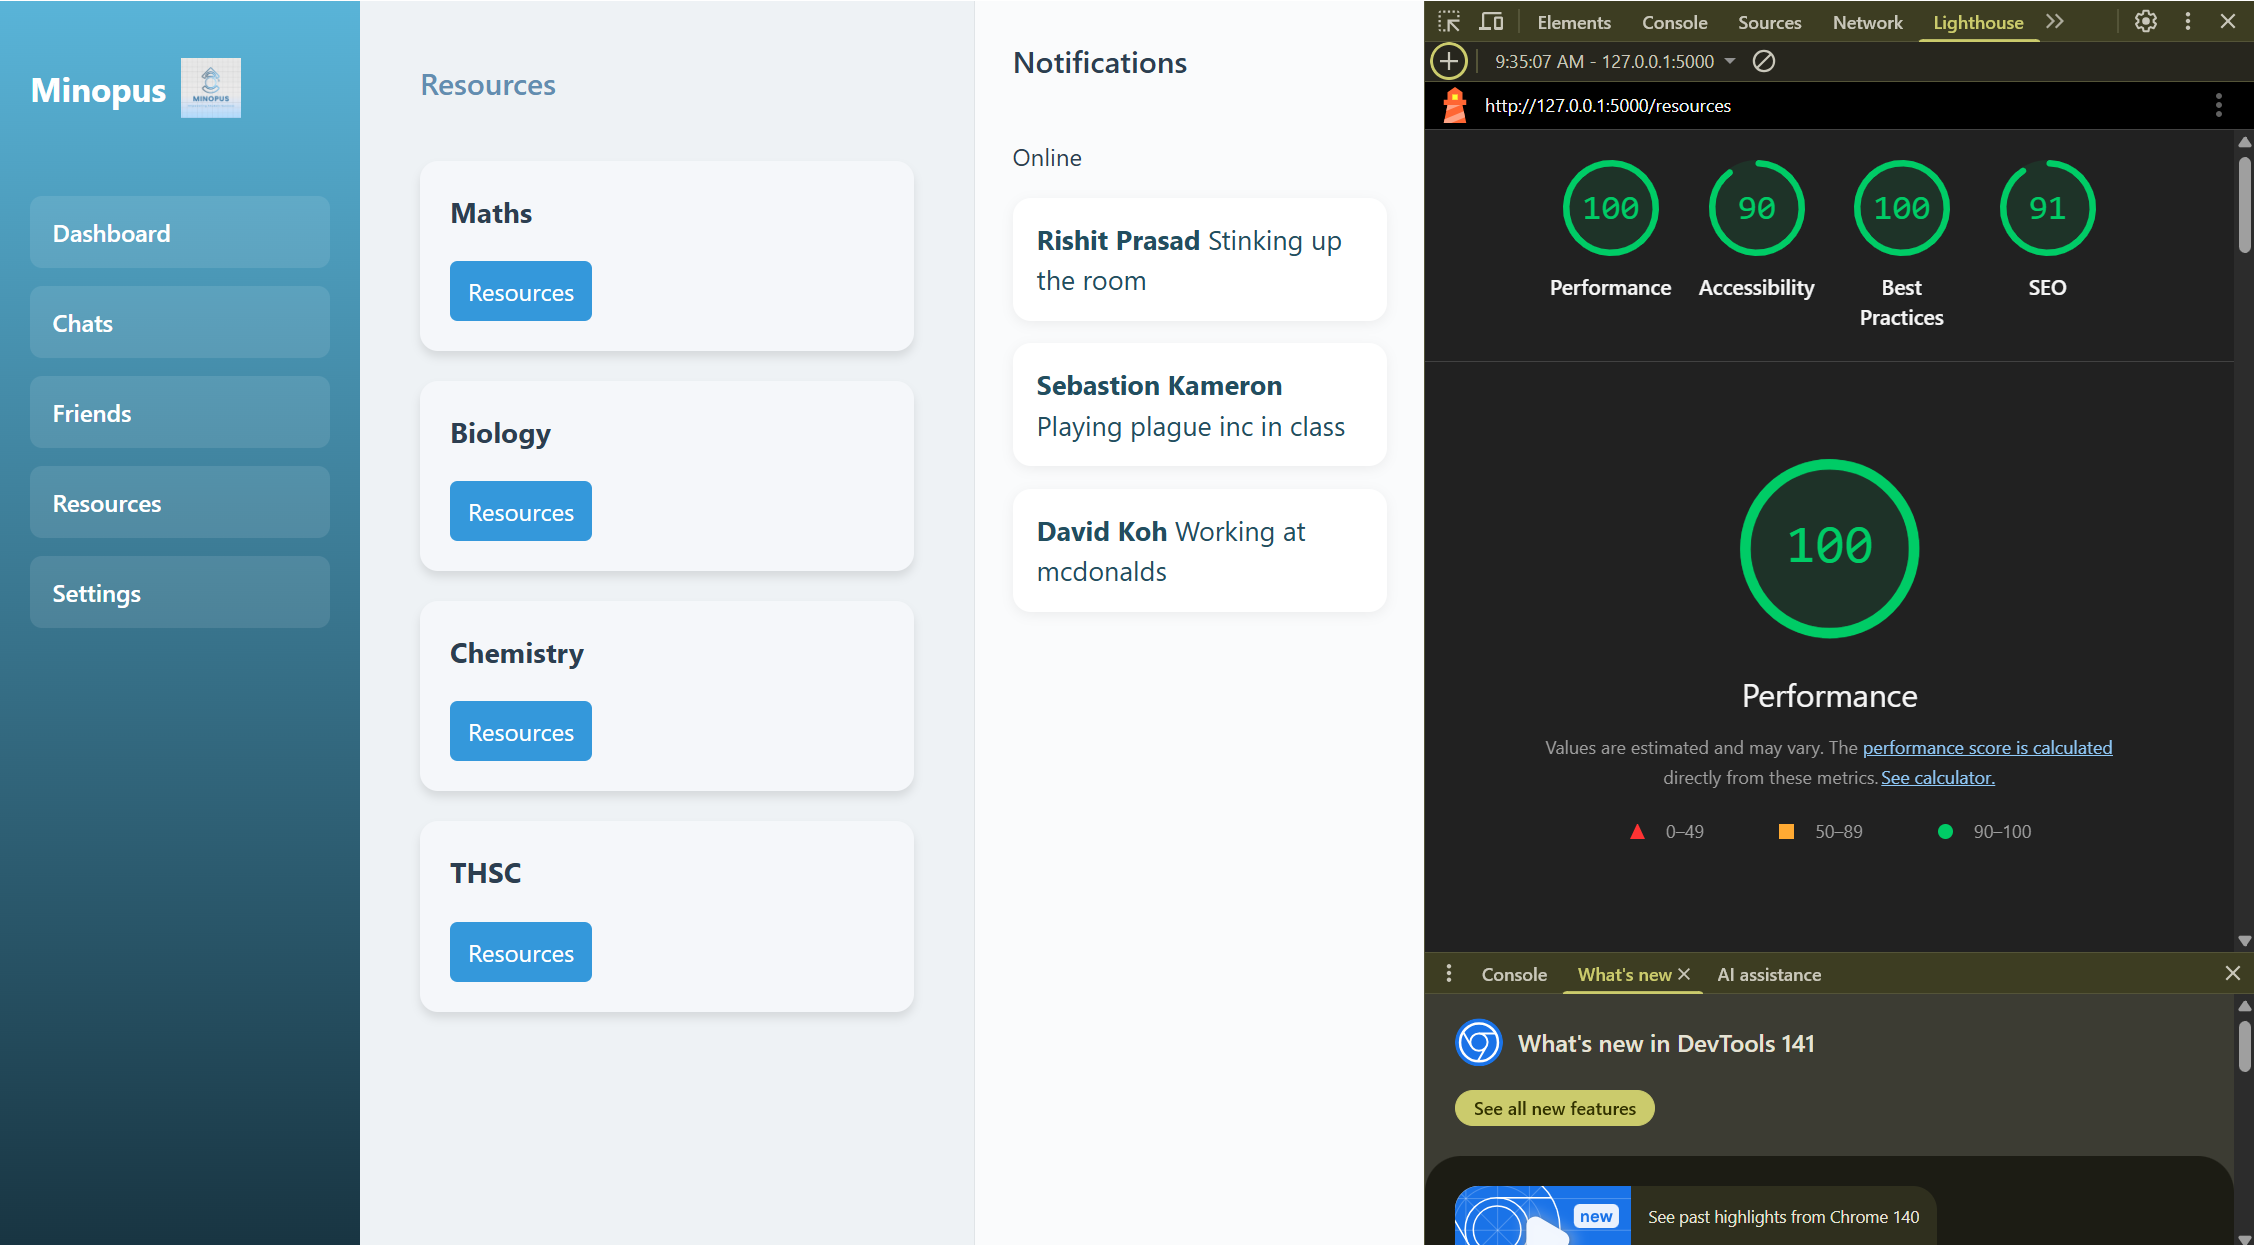 Minopus
MINOPUS
Dashboard
Chats
Friends
Resources
Settings
Resources
Maths
Resources
Biology
Resources
Chemistry
Resources
THSC
Resources
Notifications
Online
Rishit Prasad Stinking up
the room
Sebastion Kameron
Playing plague inc in class
David Koh Working at
mcdonalds
Elements Console Sources Network Lighthouse
9:35:07 AM - 127.0.0.1:5000
http://127.0.0.1:5000/resources
100 90 100 91
Performance Accessibility Best Practices SEO
100
Performance
Values are estimated and may vary. The performance score is calculated
directly from these metrics. See calculator.
0–49 50–89 90–100
Console What's new AI assistance
What's new in DevTools 141
See all new features
new See past highlights from Chrome 140